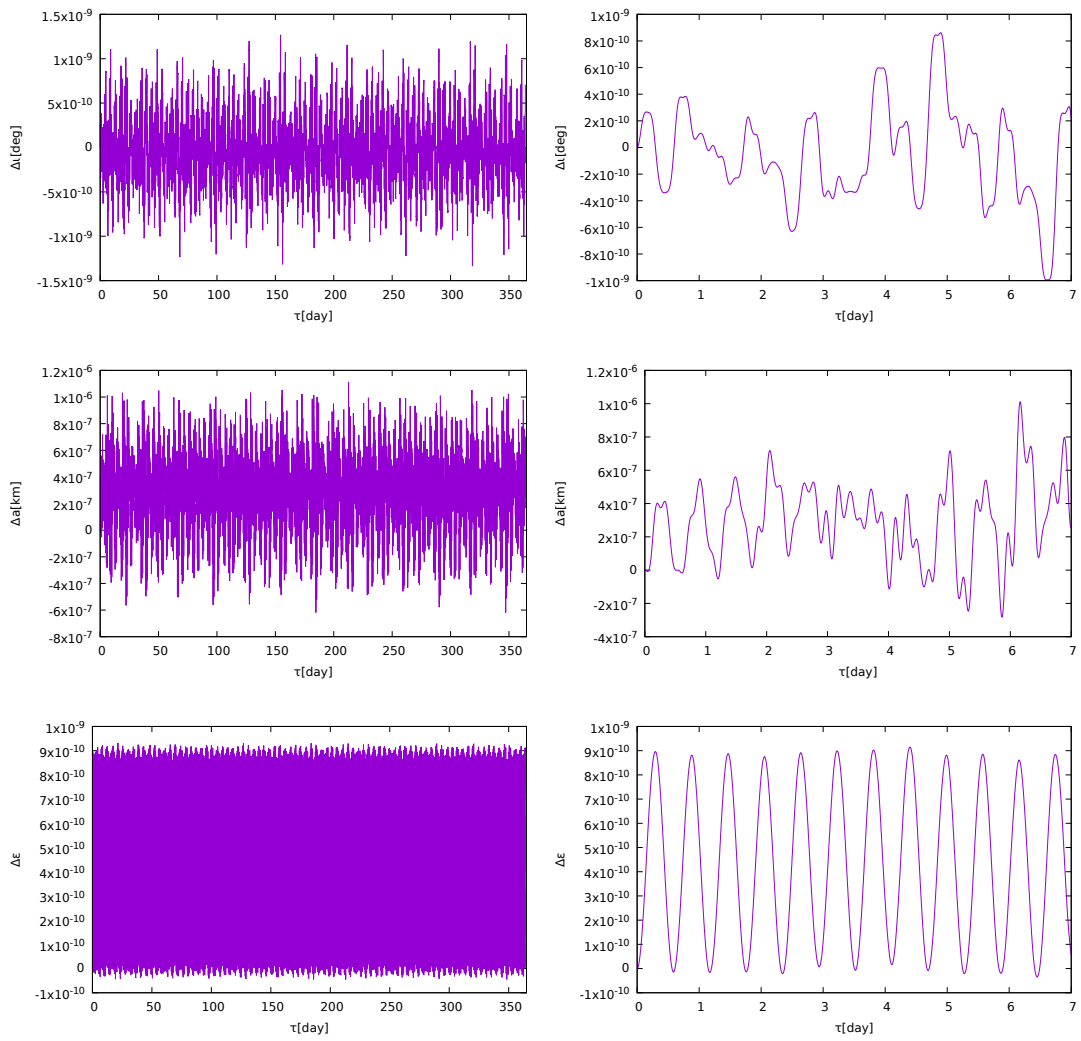 1.5x10⁻⁹
1x10⁻⁹
5x10⁻¹⁰
0
-5x10⁻¹⁰
-1x10⁻⁹
-1.5x10⁻⁹
Δι[deg]
0 50 100 150 200 250 300 350
τ[day]
1x10⁻⁹
8x10⁻¹⁰
6x10⁻¹⁰
4x10⁻¹⁰
2x10⁻¹⁰
0
-2x10⁻¹⁰
-4x10⁻¹⁰
-6x10⁻¹⁰
-8x10⁻¹⁰
-1x10⁻⁹
Δι[deg]
0 1 2 3 4 5 6 7
τ[day]
1.2x10⁻⁶
1x10⁻⁶
8x10⁻⁷
6x10⁻⁷
4x10⁻⁷
2x10⁻⁷
0
-2x10⁻⁷
-4x10⁻⁷
-6x10⁻⁷
-8x10⁻⁷
Δa[km]
0 50 100 150 200 250 300 350
τ[day]
1.2x10⁻⁶
1x10⁻⁶
8x10⁻⁷
6x10⁻⁷
4x10⁻⁷
2x10⁻⁷
0
-2x10⁻⁷
-4x10⁻⁷
Δa[km]
0 1 2 3 4 5 6 7
τ[day]
1x10⁻⁹
9x10⁻¹⁰
8x10⁻¹⁰
7x10⁻¹⁰
6x10⁻¹⁰
5x10⁻¹⁰
4x10⁻¹⁰
3x10⁻¹⁰
2x10⁻¹⁰
1x10⁻¹⁰
0
-1x10⁻¹⁰
Δε
0 50 100 150 200 250 300 350
τ[day]
1x10⁻⁹
9x10⁻¹⁰
8x10⁻¹⁰
7x10⁻¹⁰
6x10⁻¹⁰
5x10⁻¹⁰
4x10⁻¹⁰
3x10⁻¹⁰
2x10⁻¹⁰
1x10⁻¹⁰
0
-1x10⁻¹⁰
Δε
0 1 2 3 4 5 6 7
τ[day]